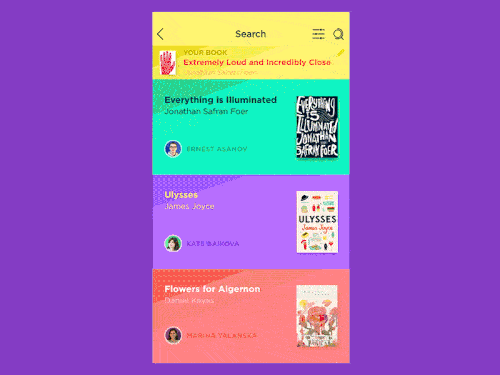 Search
YOUR BOOK
Extremely Loud and Incredibly Close
Jonathan Safran Foer
Everything is Illuminated
Jonathan Safran Foer
EVERYTHING
IS
ILLUMINATED
JONATHAN
SAFRAN FOER
ERNEST ASANOV
Ulysses
James Joyce
ULYSSES
James Joyce
KATE BAIKOVA
Flowers for Algernon
Daniel Keyes
MARINA YALANSKA